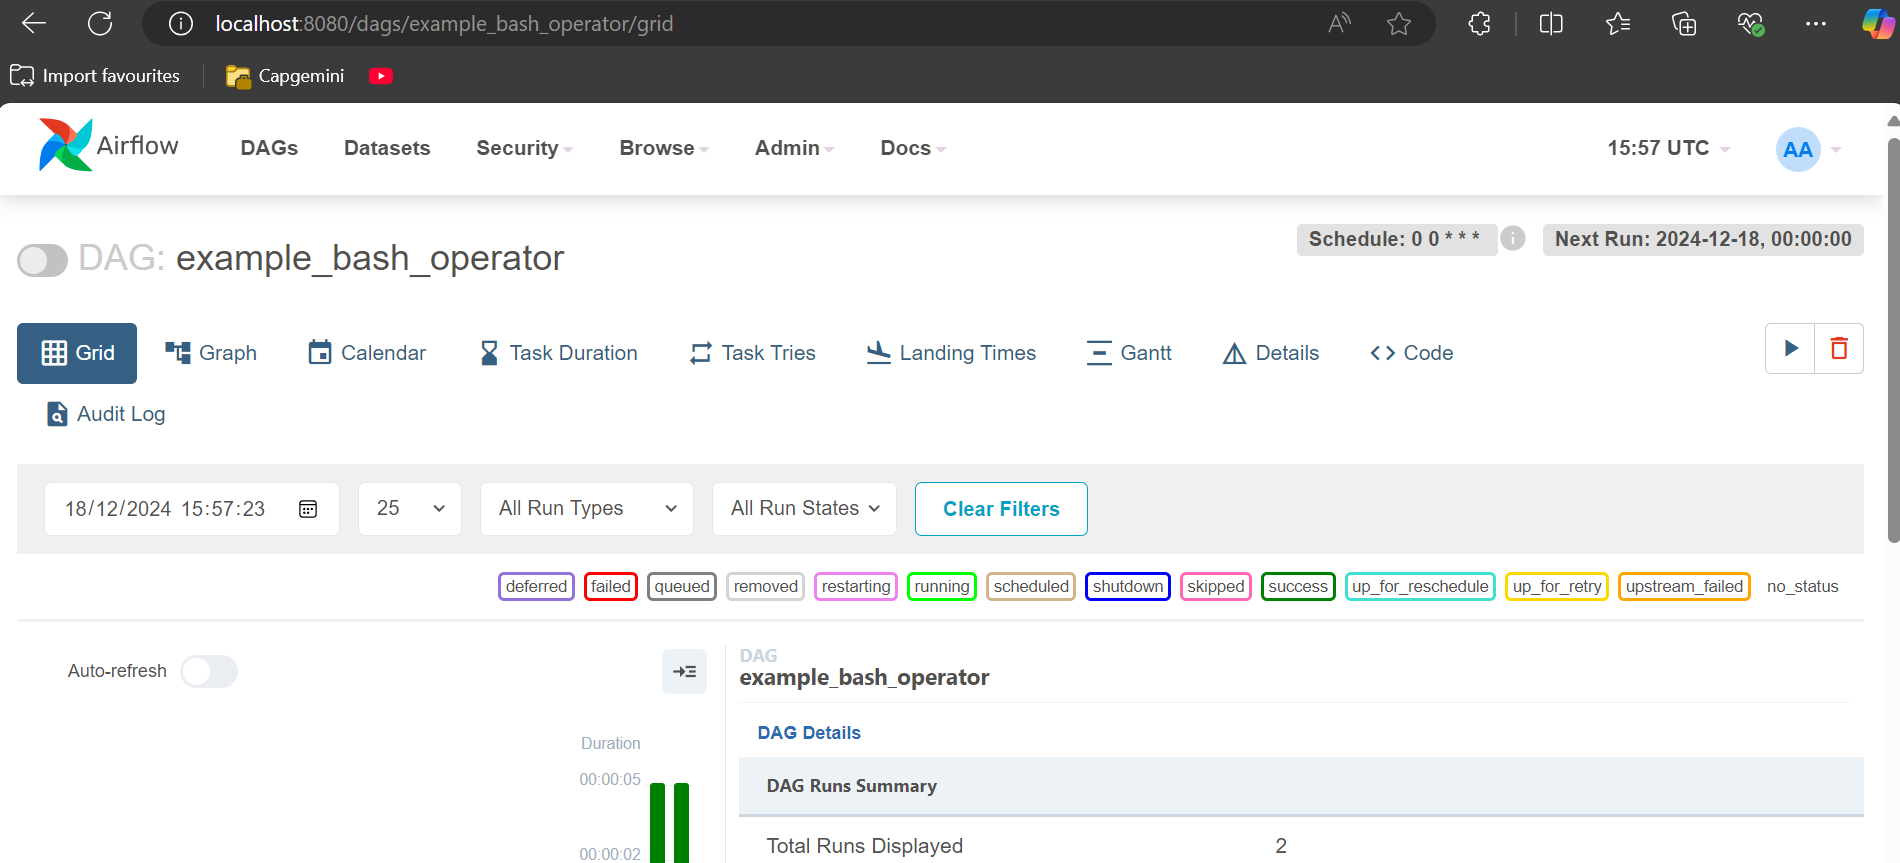 localhost:8080/dags/example_bash_operator/grid
Import favourites
Capgemini
Airflow
DAGs
Datasets
Security
Browse
Admin
Docs
15:57 UTC
AA
DAG: example_bash_operator
Schedule: 0 0 * * *
Next Run: 2024-12-18, 00:00:00
Grid
Graph
Calendar
Task Duration
Task Tries
Landing Times
Gantt
Details
Code
Audit Log
18/12/2024 15:57:23
25
All Run Types
All Run States
Clear Filters
deferred
failed
queued
removed
restarting
running
scheduled
shutdown
skipped
success
up_for_reschedule
up_for_retry
upstream_failed
no_status
Auto-refresh
Duration
00:00:05
00:00:02
DAG
example_bash_operator
DAG Details
DAG Runs Summary
Total Runs Displayed
2